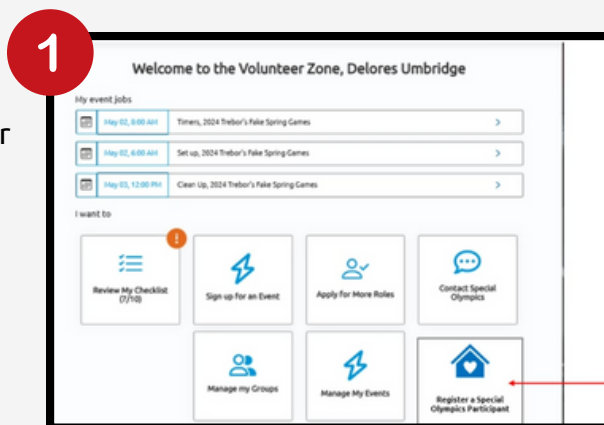 1
r
Welcome to the Volunteer Zone, Delores Umbridge
My event jobs
May 02, 8:00 AM Timers, 2024 Trebor's Fake Spring Games
May 02, 6:00 AM Set up, 2024 Trebor's Fake Spring Games
May 03, 12:00 PM Clean Up, 2024 Trebor's Fake Spring Games
I want to
!
Review My Checklist
(7/10)
Sign up for an Event
Apply for More Roles
Contact Special
Olympics
Manage my Groups
Manage My Events
Register a Special
Olympics Participant